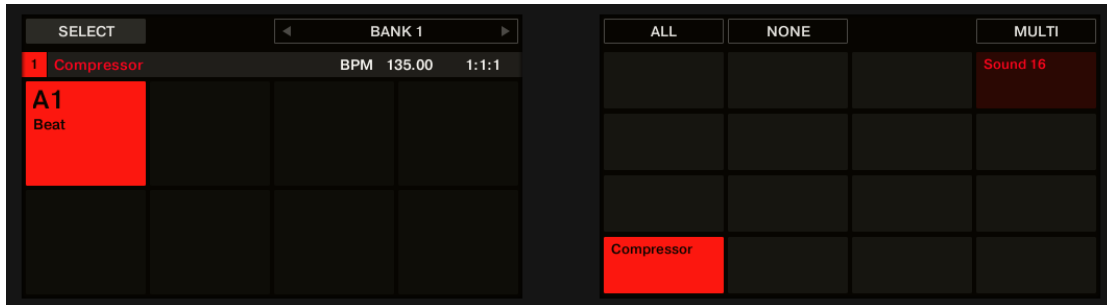 SELECT BANK 1
1 Compressor BPM 135.00 1:1:1
A1
Beat
ALL NONE MULTI
Sound 16
Compressor